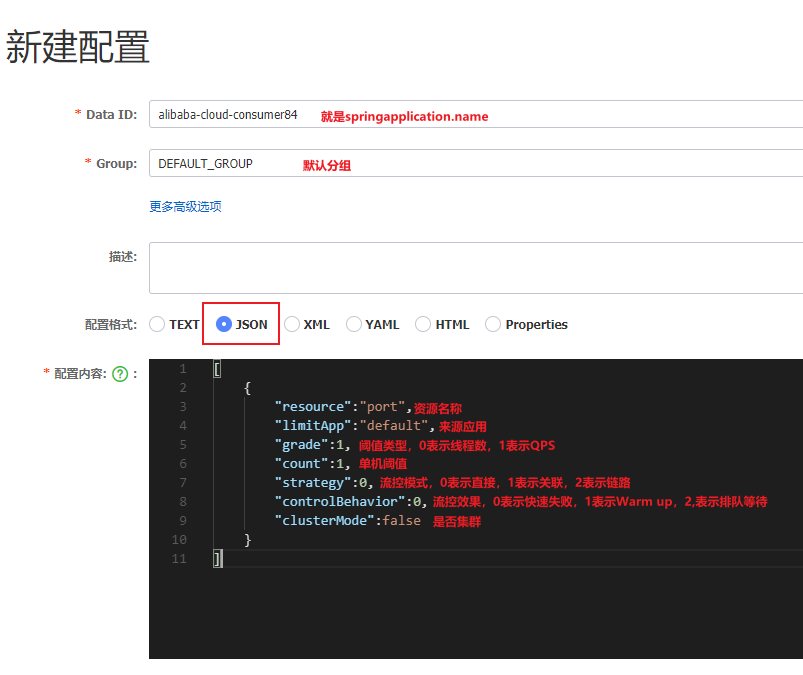 新建配置
* Data ID: alibaba-cloud-consumer84 就是springapplication.name
* Group: DEFAULT_GROUP 默认分组
更多高级选项
描述:
配置格式: TEXT JSON XML YAML HTML Properties
* 配置内容: ? :
1 [
2 {
3 "resource":"port",资源名称
4 "limitApp":"default",来源应用
5 "grade":1, 阈值类型，0表示线程数，1表示QPS
6 "count":1, 单机阈值
7 "strategy":0, 流控模式，0表示直接，1表示关联，2表示链路
8 "controlBehavior":0, 流控效果，0表示快速失败，1表示Warm up，2,表示排队等待
9 "clusterMode":false 是否集群
10 }
11 ]